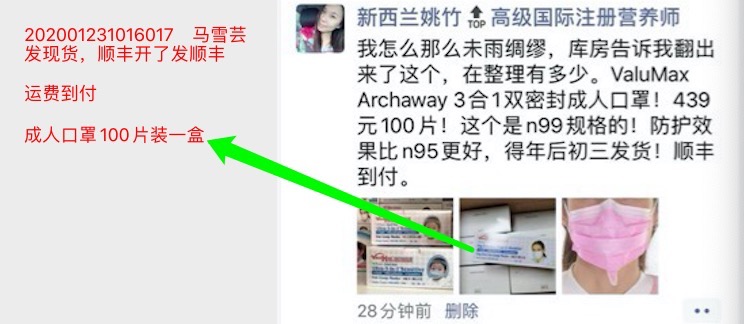 202001231016017 马雪芸
发现货，顺丰开了发顺丰
运费到付
成人口罩100片装一盒
新西兰姚竹 TOP 高级国际注册营养师
我怎么那么未雨绸缪，库房告诉我翻出
来了这个，在整理有多少。ValuMax
Archaway 3合1双密封成人口罩！439
元100片！这个是n99规格的！防护效
果比n95更好，得年后初三发货！顺丰
到付。
28分钟前 删除